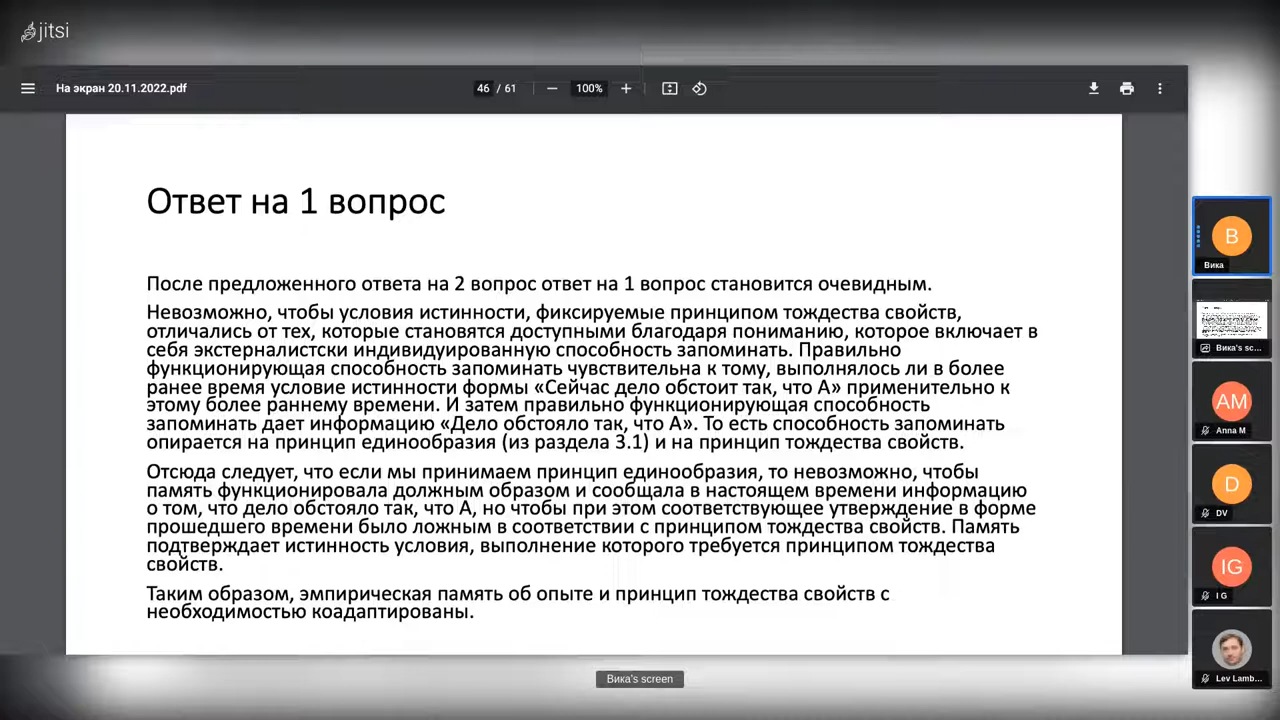 jitsi
На экран 20.11.2022.pdf
46 / 61
100%
Ответ на 1 вопрос
После предложенного ответа на 2 вопрос ответ на 1 вопрос становится очевидным.
Невозможно, чтобы условия истинности, фиксируемые принципом тождества свойств,
отличались от тех, которые становятся доступными благодаря пониманию, которое включает в
себя экстерналистски индивидуированную способность запоминать. Правильно
функционирующая способность запоминать чувствительна к тому, выполнялось ли в более
ранее время условие истинности формы «Сейчас дело обстоит так, что А» применительно к
этому более раннему времени. И затем правильно функционирующая способность
запоминать дает информацию «Дело обстояло так, что А». То есть способность запоминать
опирается на принцип единообразия (из раздела 3.1) и на принцип тождества свойств.
Отсюда следует, что если мы принимаем принцип единообразия, то невозможно, чтобы
память функционировала должным образом и сообщала в настоящем времени информацию
о том, что дело обстояло так, что А, но чтобы при этом соответствующее утверждение в форме
прошедшего времени было ложным в соответствии с принципом тождества свойств. Память
подтверждает истинность условия, выполнение которого требуется принципом тождества
свойств.
Таким образом, эмпирическая память об опыте и принцип тождества свойств с
необходимостью коадаптированы.
В
Вика
Вика's sc...
AM
Anna M
D
DV
IG
I G
Lev Lamb...
Вика's screen